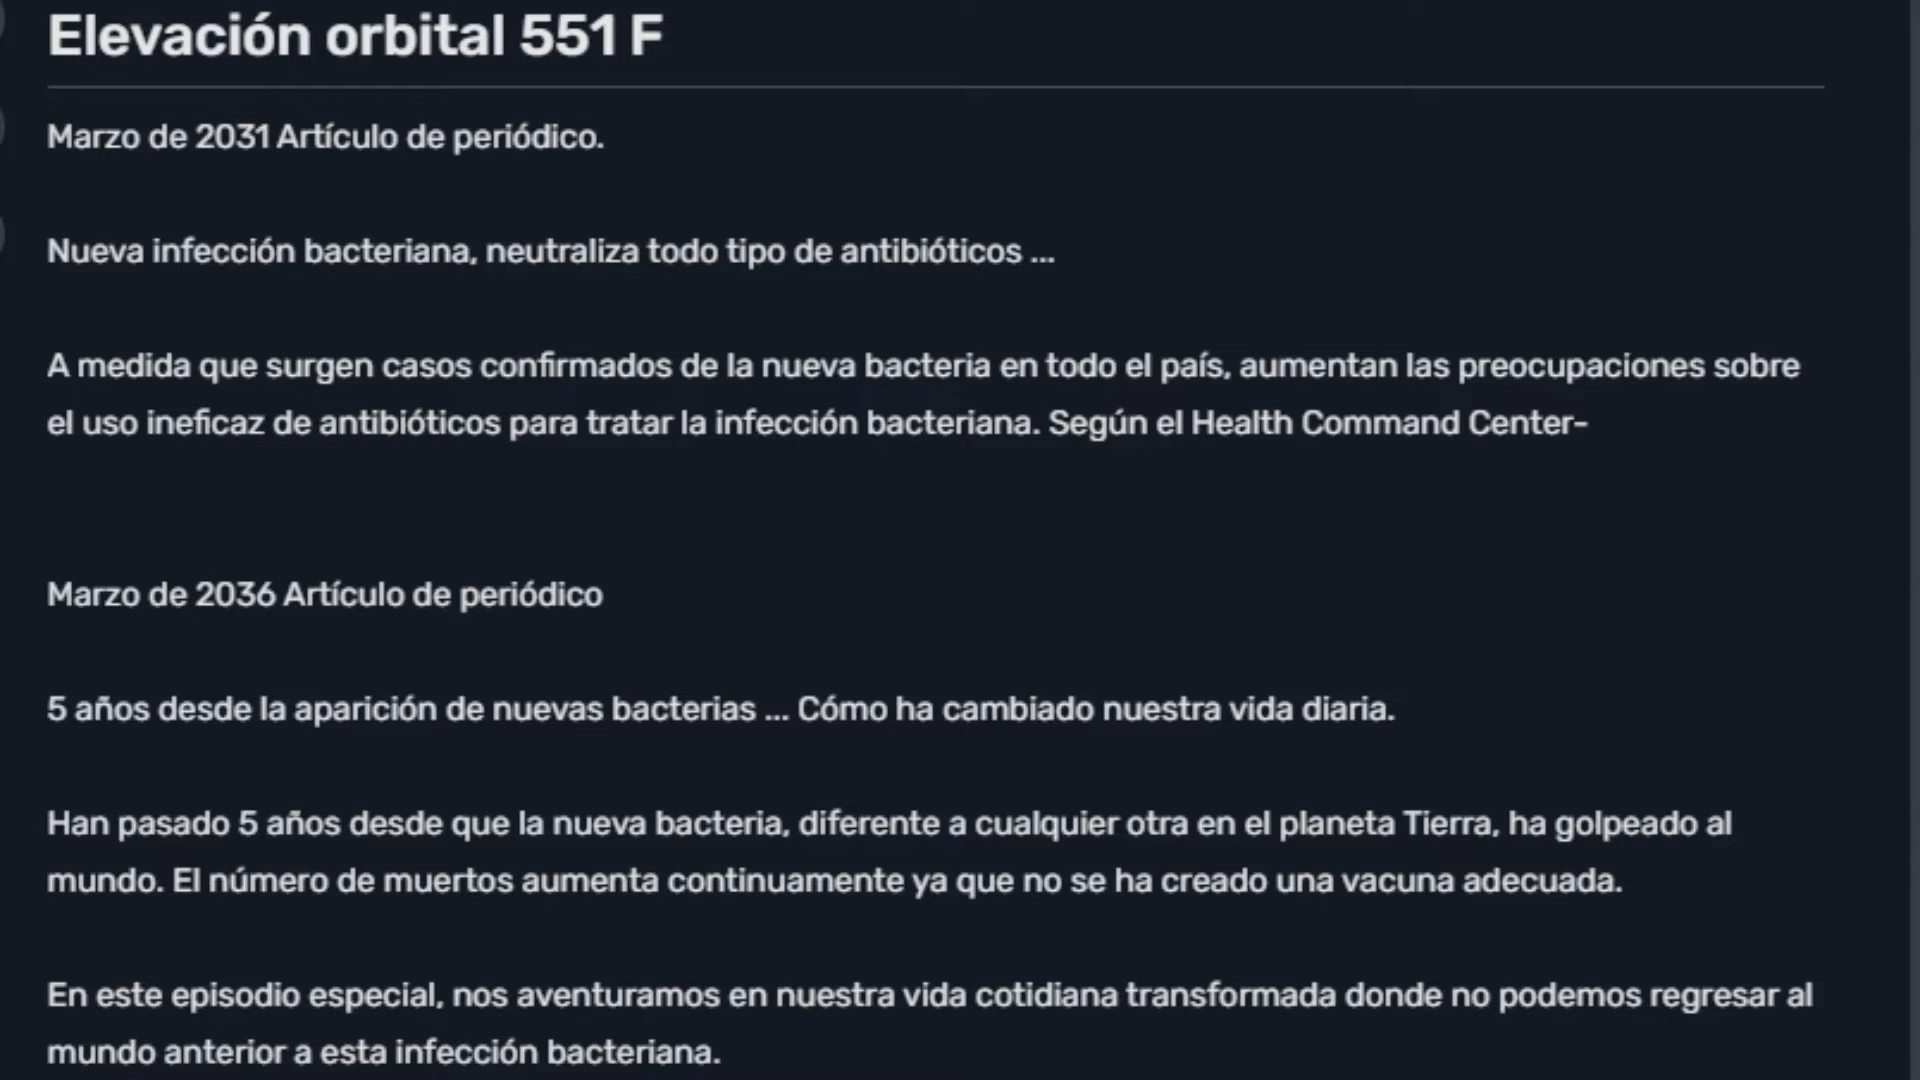 Elevación orbital 551 F
Marzo de 2031 Artículo de periódico.
Nueva infección bacteriana, neutraliza todo tipo de antibióticos ...
A medida que surgen casos confirmados de la nueva bacteria en todo el país, aumentan las preocupaciones sobre
el uso ineficaz de antibióticos para tratar la infección bacteriana. Según el Health Command Center-
Marzo de 2036 Artículo de periódico
5 años desde la aparición de nuevas bacterias ... Cómo ha cambiado nuestra vida diaria.
Han pasado 5 años desde que la nueva bacteria, diferente a cualquier otra en el planeta Tierra, ha golpeado al
mundo. El número de muertos aumenta continuamente ya que no se ha creado una vacuna adecuada.
En este episodio especial, nos aventuramos en nuestra vida cotidiana transformada donde no podemos regresar al
mundo anterior a esta infección bacteriana.